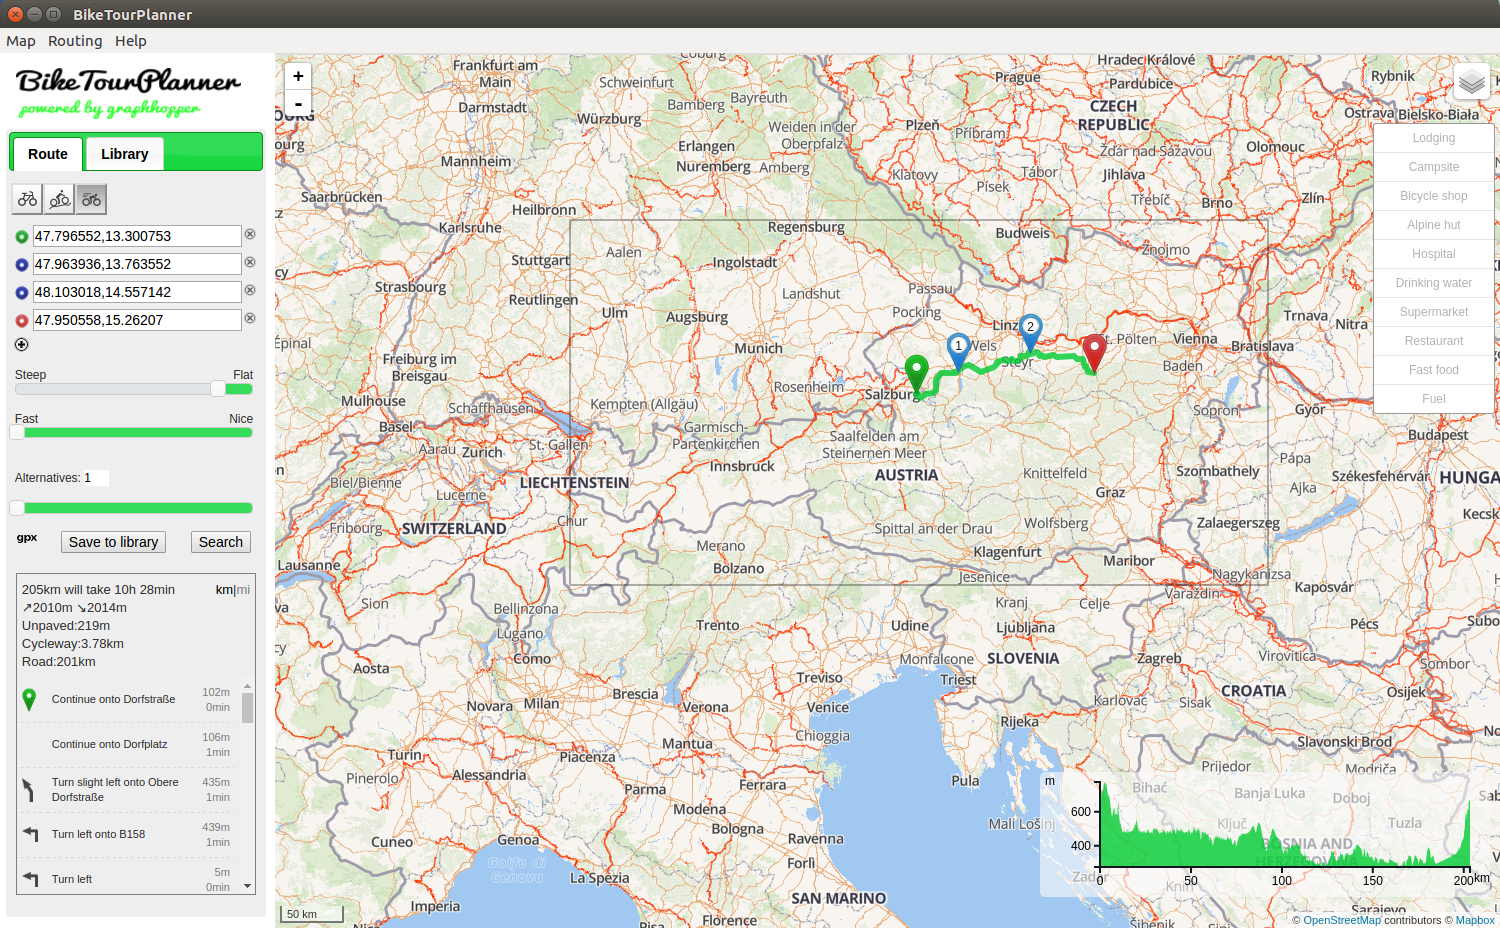 BikeTourPlanner
Map Routing Help
BikeTourPlanner
powered by graphhopper
Route Library
47.796552,13.300753
47.963936,13.763552
48.103018,14.557142
47.950558,15.26207
Steep Flat
Fast Nice
Alternatives: 1
gpx Save to library Search
205km will take 10h 28min km|mi
↗2010m ↘2014m
Unpaved:219m
Cycleway:3.78km
Road:201km
Continue onto Dorfstraße 102m
0min
Continue onto Dorfplatz 106m
1min
Turn slight left onto Obere 435m
Dorfstraße 1min
Turn left onto B158 439m
1min
Turn left 5m
0min
+
-
Lodging
Campsite
Bicycle shop
Alpine hut
Hospital
Drinking water
Supermarket
Restaurant
Fast food
Fuel
Coburg
Frankfurt am
Main
Schweinfurt
Bayreuth
Bamberg
Darmstadt
Würzburg
Weiden in der
Oberpfalz
Erlangen
Nuremberg
Amberg
Mannheim
Saarbrücken
Heilbronn
Karlsruhe
Regensburg
Prague
Hradec Králové
Pardubice
CZECH
REPUBLIC
Rybnik
Ostrava
Bielsko-Biała
Plzeň
Příbram
Žďár nad Sázavou
Olomouc
Klatovy
Tábor
Jihlava
Písek
Třebíč
Brno
Zlín
Budweis
Znojmo
Aalen
Stuttgart
Ingolstadt
Strasbourg
Reutlingen
Landshut
Passau
Pocking
Ulm
Augsburg
Linz
Wels
Steyr
St. Pölten
Vienna
Trnava
Nitra
Bratislava
Épinal
Freiburg im
Breisgau
Munich
Rosenheim
Salzburg
Baden
Mulhouse
Schaffhausen
Kempten (Allgäu)
Sopron
Győr
Basel
Aarau
Zurich
St. Gallen
Garmisch-
Partenkirchen
Saalfelden am
Steinernen Meer
Budapest
Innsbruck
AUSTRIA
Knittelfeld
Szombathely
Pápa
Székesfehérvár
HUNGA
Biel/Bienne
Lucerne
LIECHTENSTEIN
Graz
Ajka
Fribourg
SWITZERLAND
Chur
Spittal an der Drau
Wolfsberg
Zalaegerszeg
Kecsk
Merano
Klagenfurt
Maribor
Lausanne
Bolzano
Jesenice
Nagykanizsa
Kaposvár
Sion
Bellinzona
Kranj
Celje
Varaždin
Lugano
Trento
Udine
Ljubljana
Pécs
Subo
Como
Monfalcone
SLOVENIA
Zagreb
Virovitica
Sombor
Aosta
Triest
Treviso
Brescia
Karlovac
CROATIA
Osijek
Novara
Milan
Verona
Venice
Sisak
Rijeka
Chioggia
Turin
Piacenza
Mantua
Slavonski Brod
Pinerolo
Alessandria
Ferrara
Pula
Prijedor
Modriča
Parma
Bihać
Banja Luka
Doboj
Modena
Cuneo
Bologna
Ravenna
Mali Lošinj
Ključ
Tuzla
Genoa
Forlì
BOSNIA AND
HERZEGOVINA
Golfo di
Genova
La Spezia
Zadar
Imperia
SAN MARINO
Knin
Florence
Pisa
Šibenik
Sarajevo
1
2
m
600
400
0 50 100 150 200 km
50 km
© OpenStreetMap contributors © Mapbox